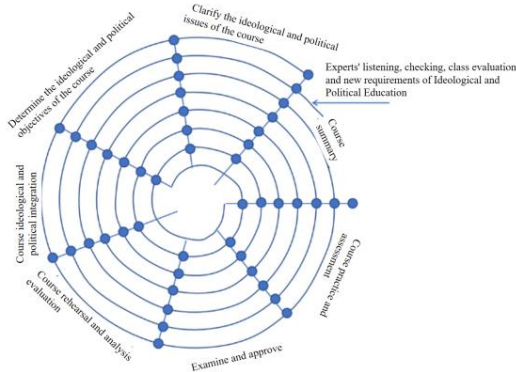 Clarify the ideological and political
issues of the course
Experts' listening, checking, class evaluation
and new requirements of Ideological and
Political Education
Course
summary
Course practice and
assessment
Examine and approve
Course rehearsal and analysis
evaluation
Course ideological and
political integration
Determine the ideological and political
objectives of the course